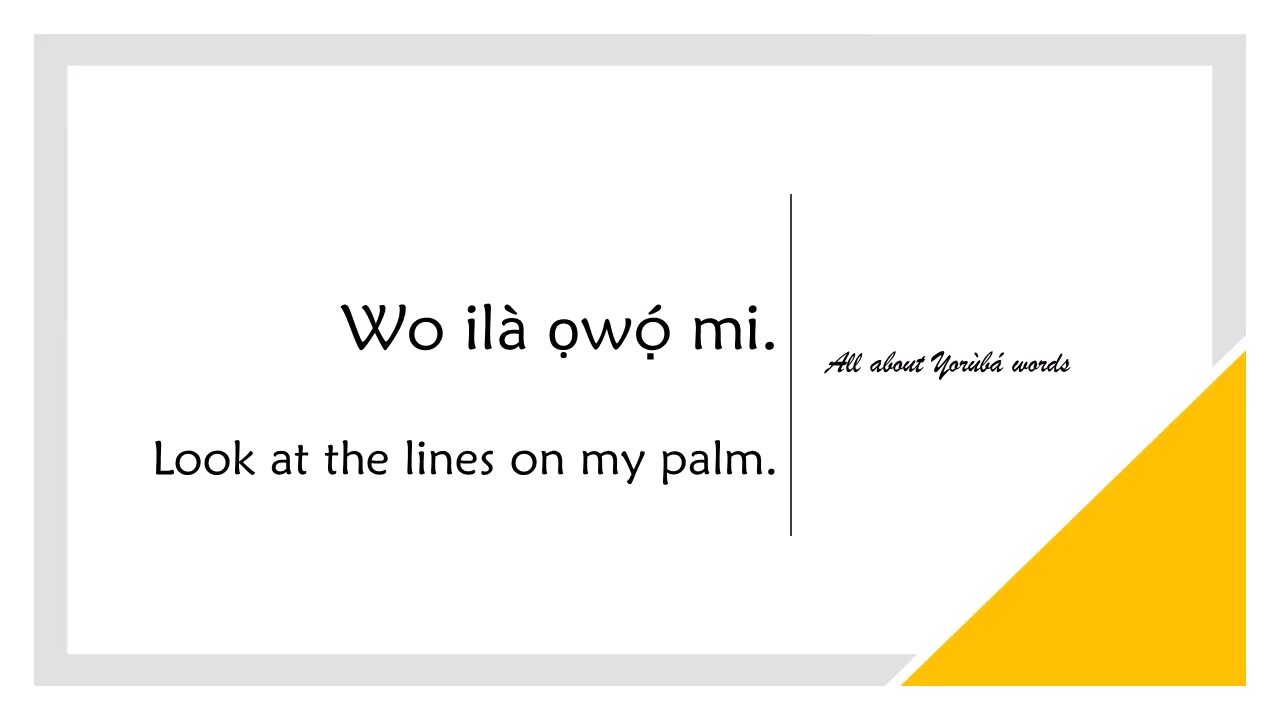 Wo ilà ọwọ́ mi.
Look at the lines on my palm.
All about Yorùbá words